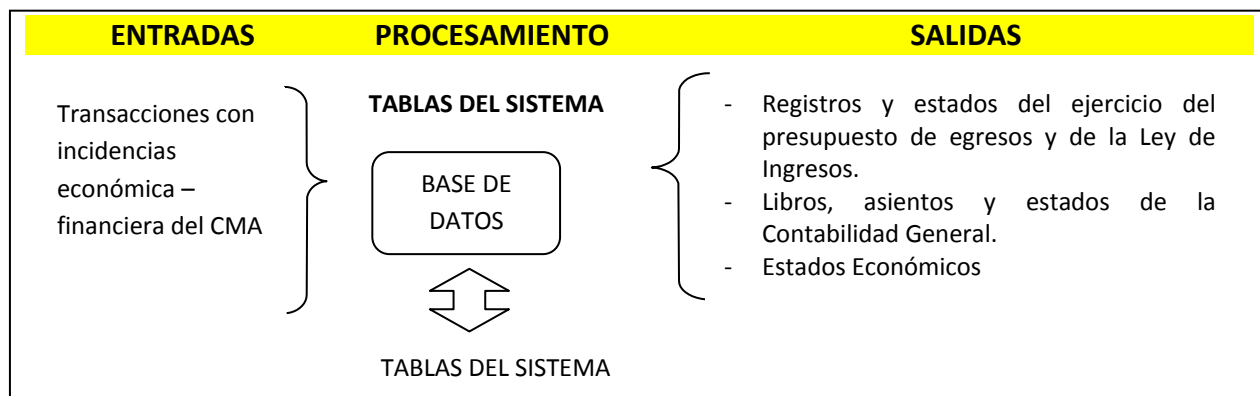 ENTRADAS PROCESAMIENTO SALIDAS
Transacciones con
incidencias
económica –
financiera del CMA
TABLAS DEL SISTEMA
BASE DE
DATOS
TABLAS DEL SISTEMA
- Registros y estados del ejercicio del
presupuesto de egresos y de la Ley de
Ingresos.
- Libros, asientos y estados de la
Contabilidad General.
- Estados Económicos